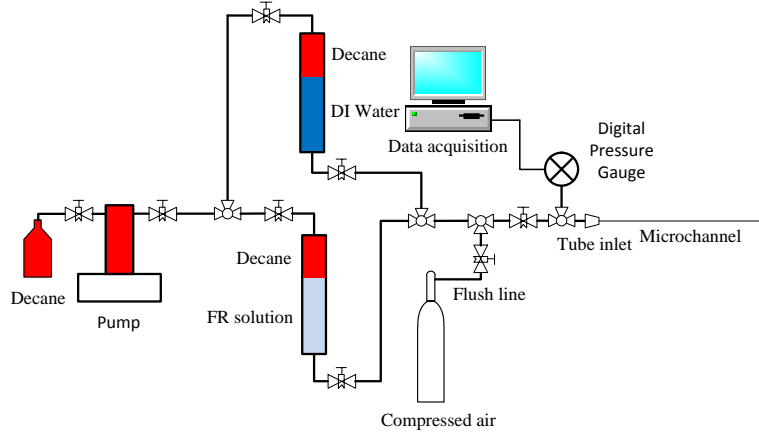 Decane
DI Water
Data acquisition
Digital
Pressure
Gauge
Decane
FR solution
Decane
Pump
Tube inlet
Microchannel
Flush line
Compressed air